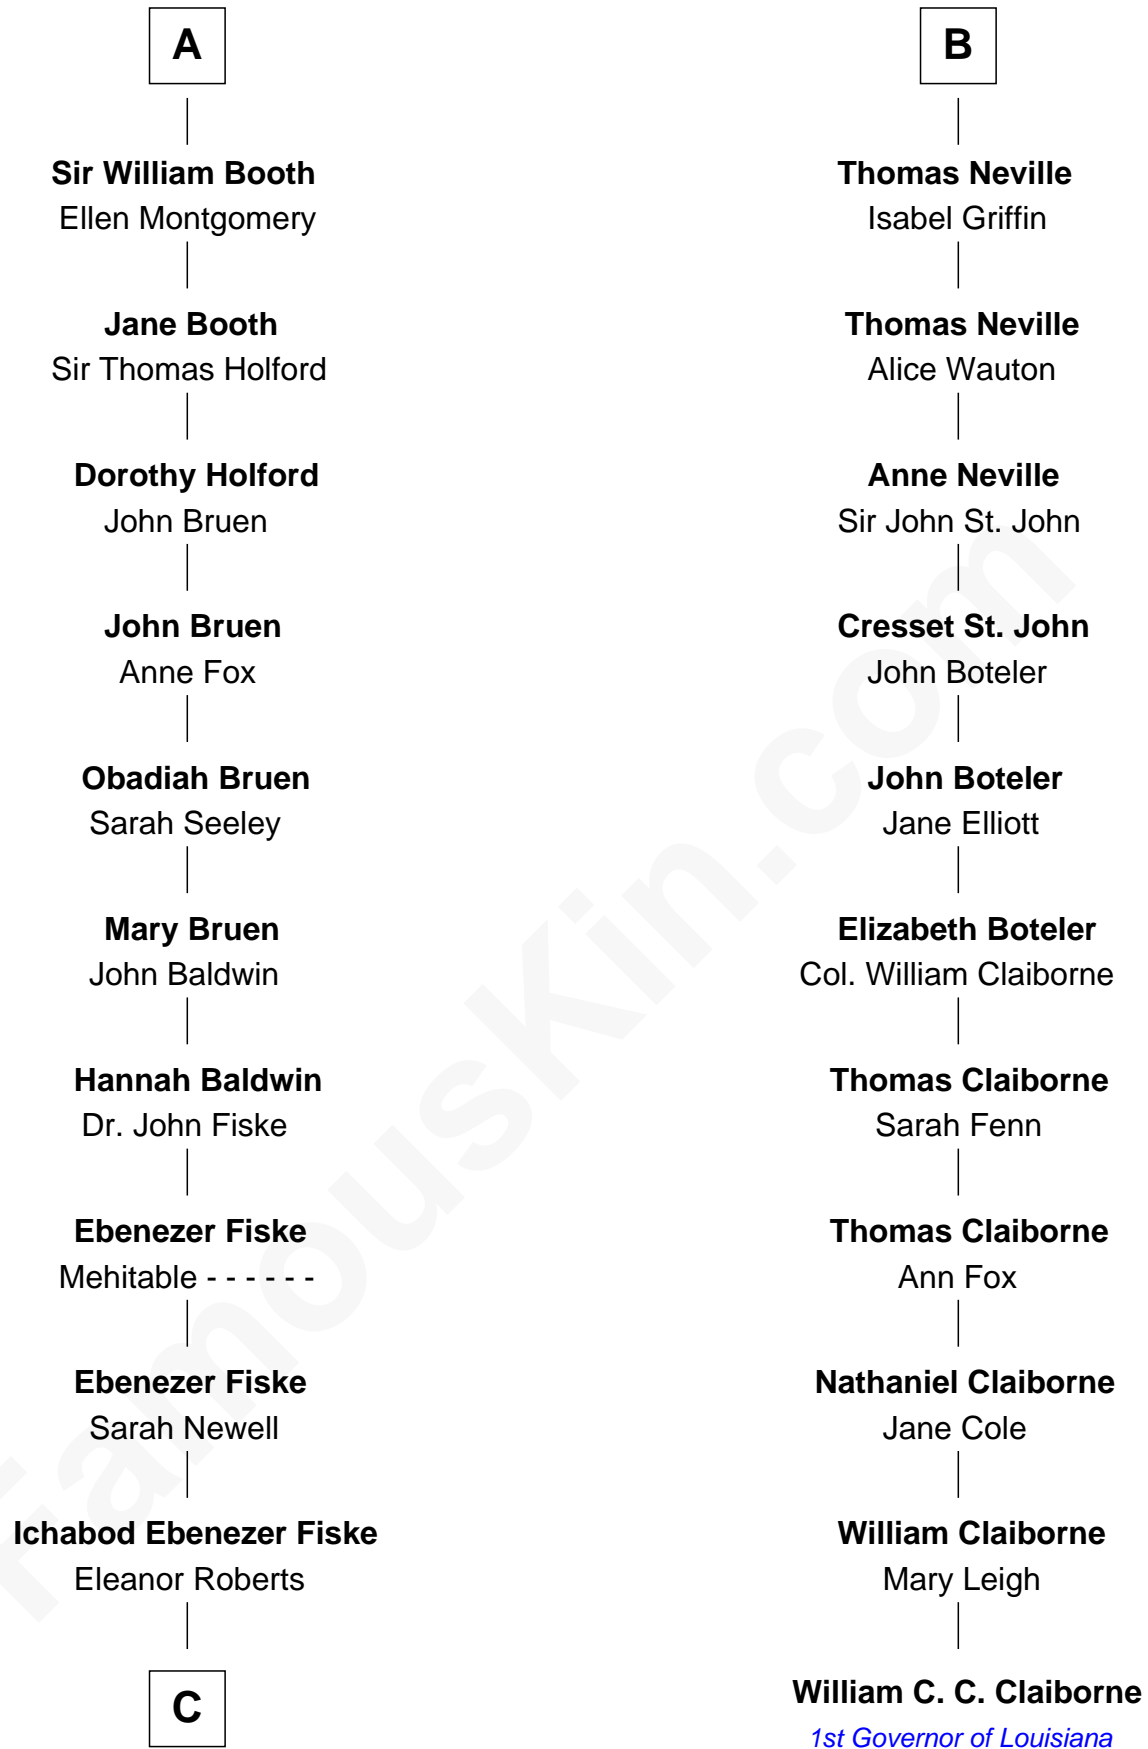 A
Sir William Booth
Ellen Montgomery
Jane Booth
Sir Thomas Holford
Dorothy Holford
John Bruen
John Bruen
Anne Fox
Obadiah Bruen
Sarah Seeley
Mary Bruen
John Baldwin
Hannah Baldwin
Dr. John Fiske
Ebenezer Fiske
Mehitable - - - - - -
Ebenezer Fiske
Sarah Newell
Ichabod Ebenezer Fiske
Eleanor Roberts
C
B
Thomas Neville
Isabel Griffin
Thomas Neville
Alice Wauton
Anne Neville
Sir John St. John
Cresset St. John
John Boteler
John Boteler
Jane Elliott
Elizabeth Boteler
Col. William Claiborne
Thomas Claiborne
Sarah Fenn
Thomas Claiborne
Ann Fox
Nathaniel Claiborne
Jane Cole
William Claiborne
Mary Leigh
William C. C. Claiborne
1st Governor of Louisiana
FamousKin.com